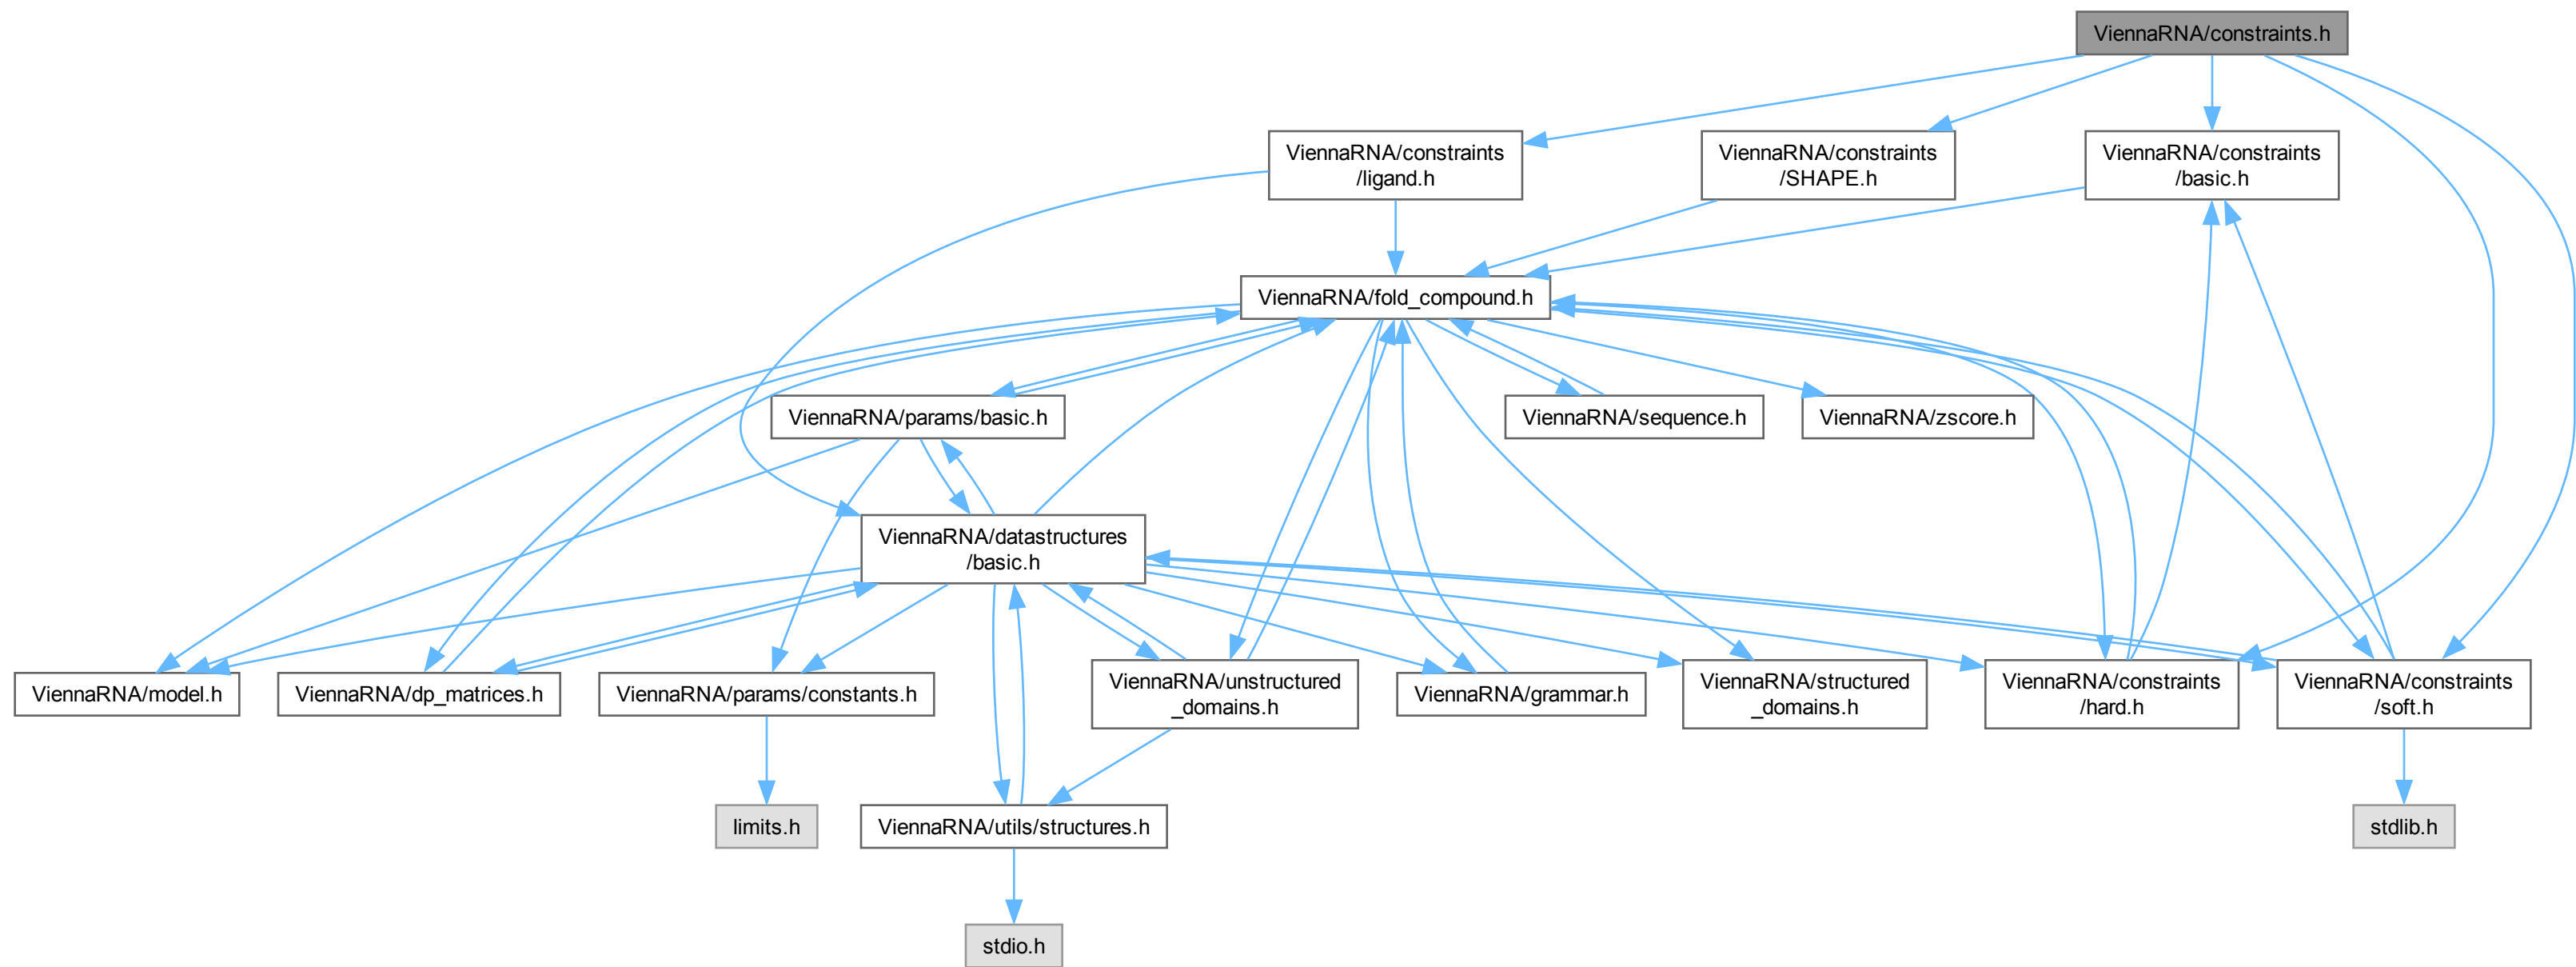 ViennaRNA/constraints.h
ViennaRNA/constraints
/ligand.h
ViennaRNA/constraints
/SHAPE.h
ViennaRNA/constraints
/basic.h
ViennaRNA/fold_compound.h
ViennaRNA/params/basic.h
ViennaRNA/sequence.h
ViennaRNA/zscore.h
ViennaRNA/datastructures
/basic.h
ViennaRNA/model.h
ViennaRNA/dp_matrices.h
ViennaRNA/params/constants.h
ViennaRNA/unstructured
_domains.h
ViennaRNA/grammar.h
ViennaRNA/structured
_domains.h
ViennaRNA/constraints
/hard.h
ViennaRNA/constraints
/soft.h
limits.h
ViennaRNA/utils/structures.h
stdlib.h
stdio.h